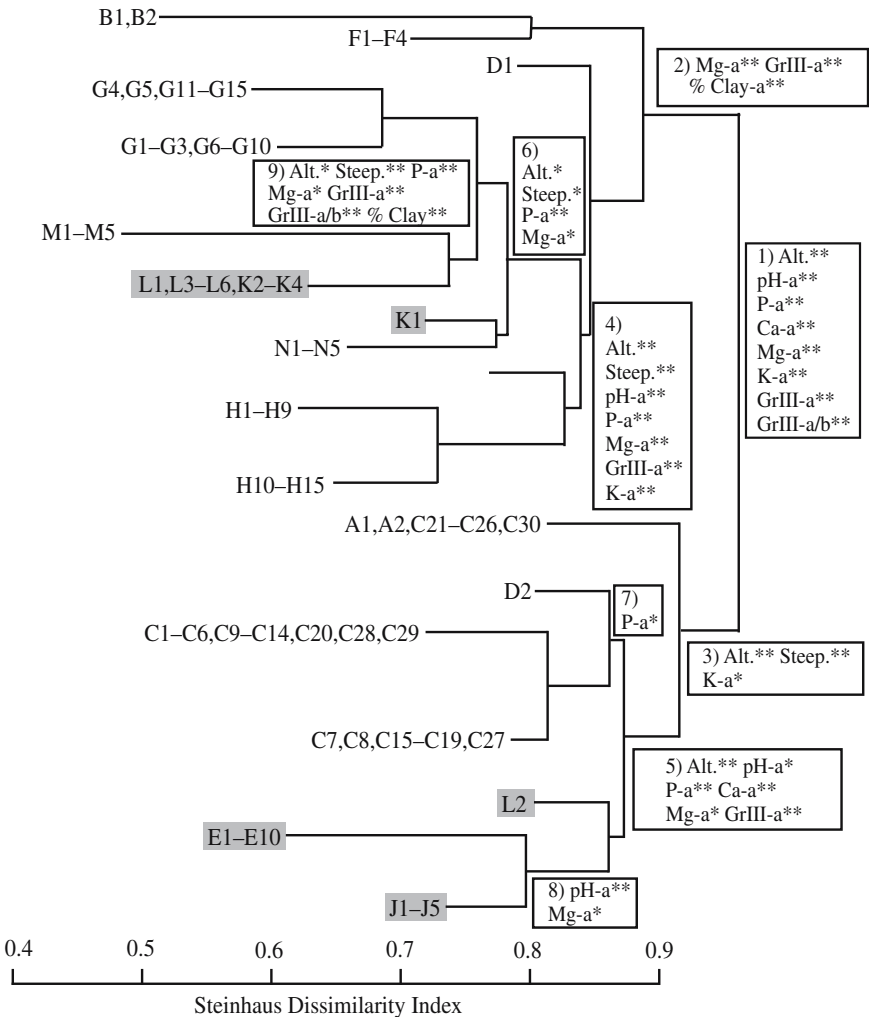 B1,B2
F1–F4
D1
2) Mg-a** GrIII-a**
% Clay-a**
G4,G5,G11–G15
G1–G3,G6–G10
6)
Alt.*
Steep.*
P-a**
Mg-a*
9) Alt.* Steep.** P-a**
Mg-a* GrIII-a**
GrIII-a/b** % Clay**
M1–M5
1) Alt.**
pH-a**
P-a**
Ca-a**
Mg-a**
K-a**
GrIII-a**
GrIII-a/b**
L1,L3–L6,K2–K4
K1
N1–N5
4)
Alt.**
Steep.**
pH-a**
P-a**
Mg-a**
GrIII-a**
K-a**
H1–H9
H10–H15
A1,A2,C21–C26,C30
D2
7)
P-a*
C1–C6,C9–C14,C20,C28,C29
3) Alt.** Steep.**
K-a*
C7,C8,C15–C19,C27
5) Alt.** pH-a*
P-a** Ca-a**
Mg-a* GrIII-a**
L2
E1–E10
8) pH-a**
Mg-a*
J1–J5
0.4 0.5 0.6 0.7 0.8 0.9
Steinhaus Dissimilarity Index